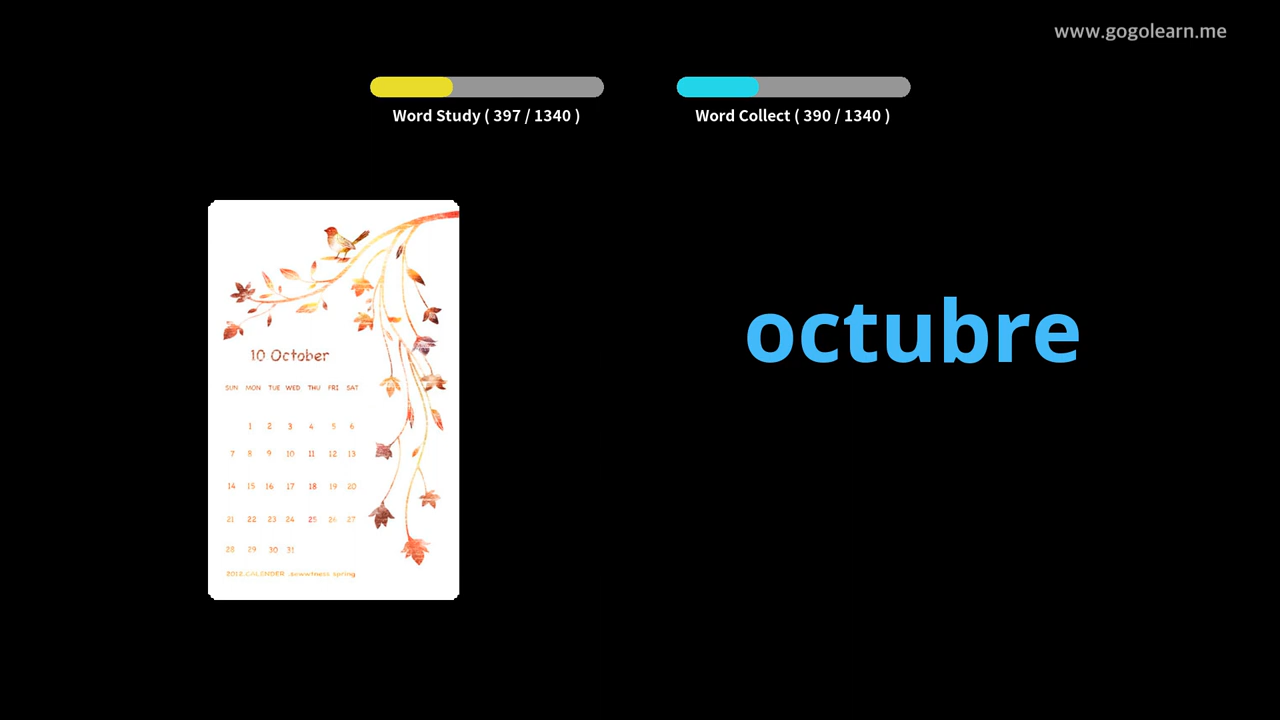 www.gogolearn.me
Word Study ( 397 / 1340 )
Word Collect ( 390 / 1340 )
10 October
SUN MON TUE WED THU FRI SAT
1 2 3 4 5 6
7 8 9 10 11 12 13
14 15 16 17 18 19 20
21 22 23 24 25 26 27
28 29 30 31
CALENDER spring
octubre